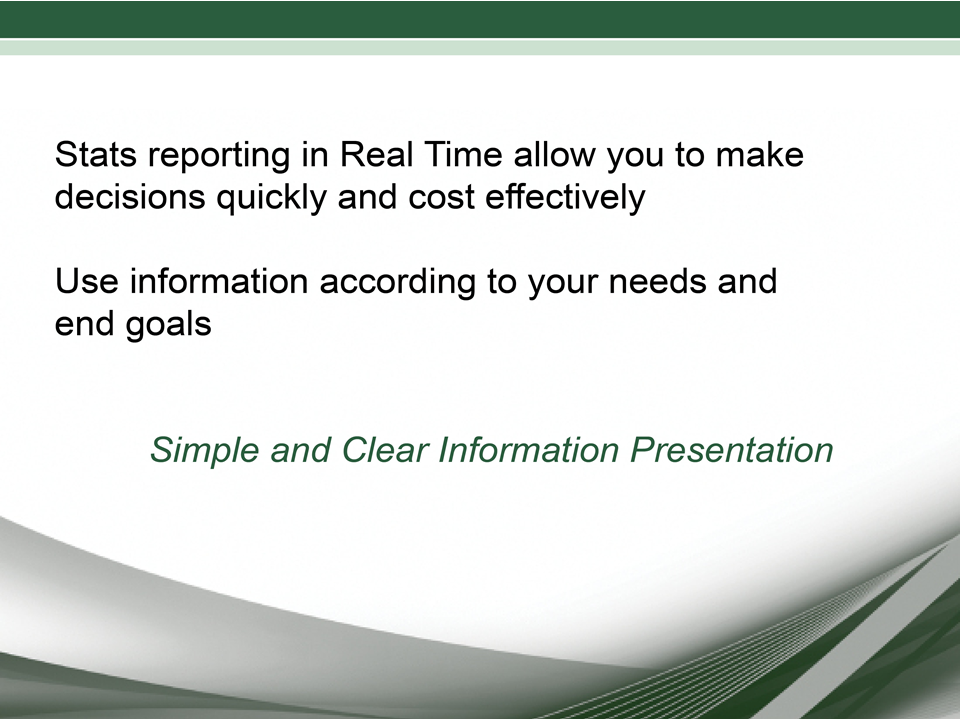 Stats reporting in Real Time allow you to make
decisions quickly and cost effectively
Use information according to your needs and
end goals
Simple and Clear Information Presentation